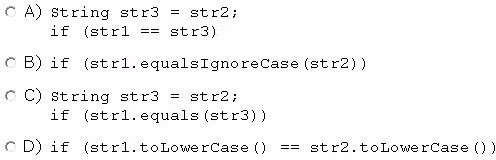 A) String str3 = str2;
if (str1 == str3)
B) if (str1.equalsIgnoreCase(str2))
C) String str3 = str2;
if (str1.equals(str3))
D) if (str1.toLowerCase() == str2.toLowerCase())